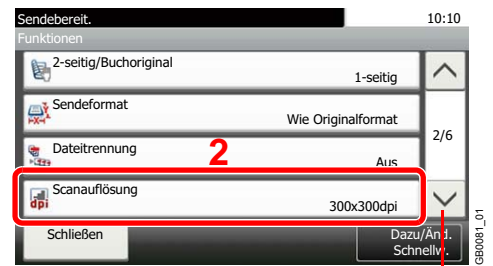 Sendebereit. 10:10
Funktionen
2-seitig/Buchoriginal
1-seitig
Sendeformat
Wie Originalformat
2/6
Dateitrennung
2
Aus
Scanauflösung
dpi
300x300dpi
Schließen
Dazu/Änd.
Schnellw.
GB0081_01